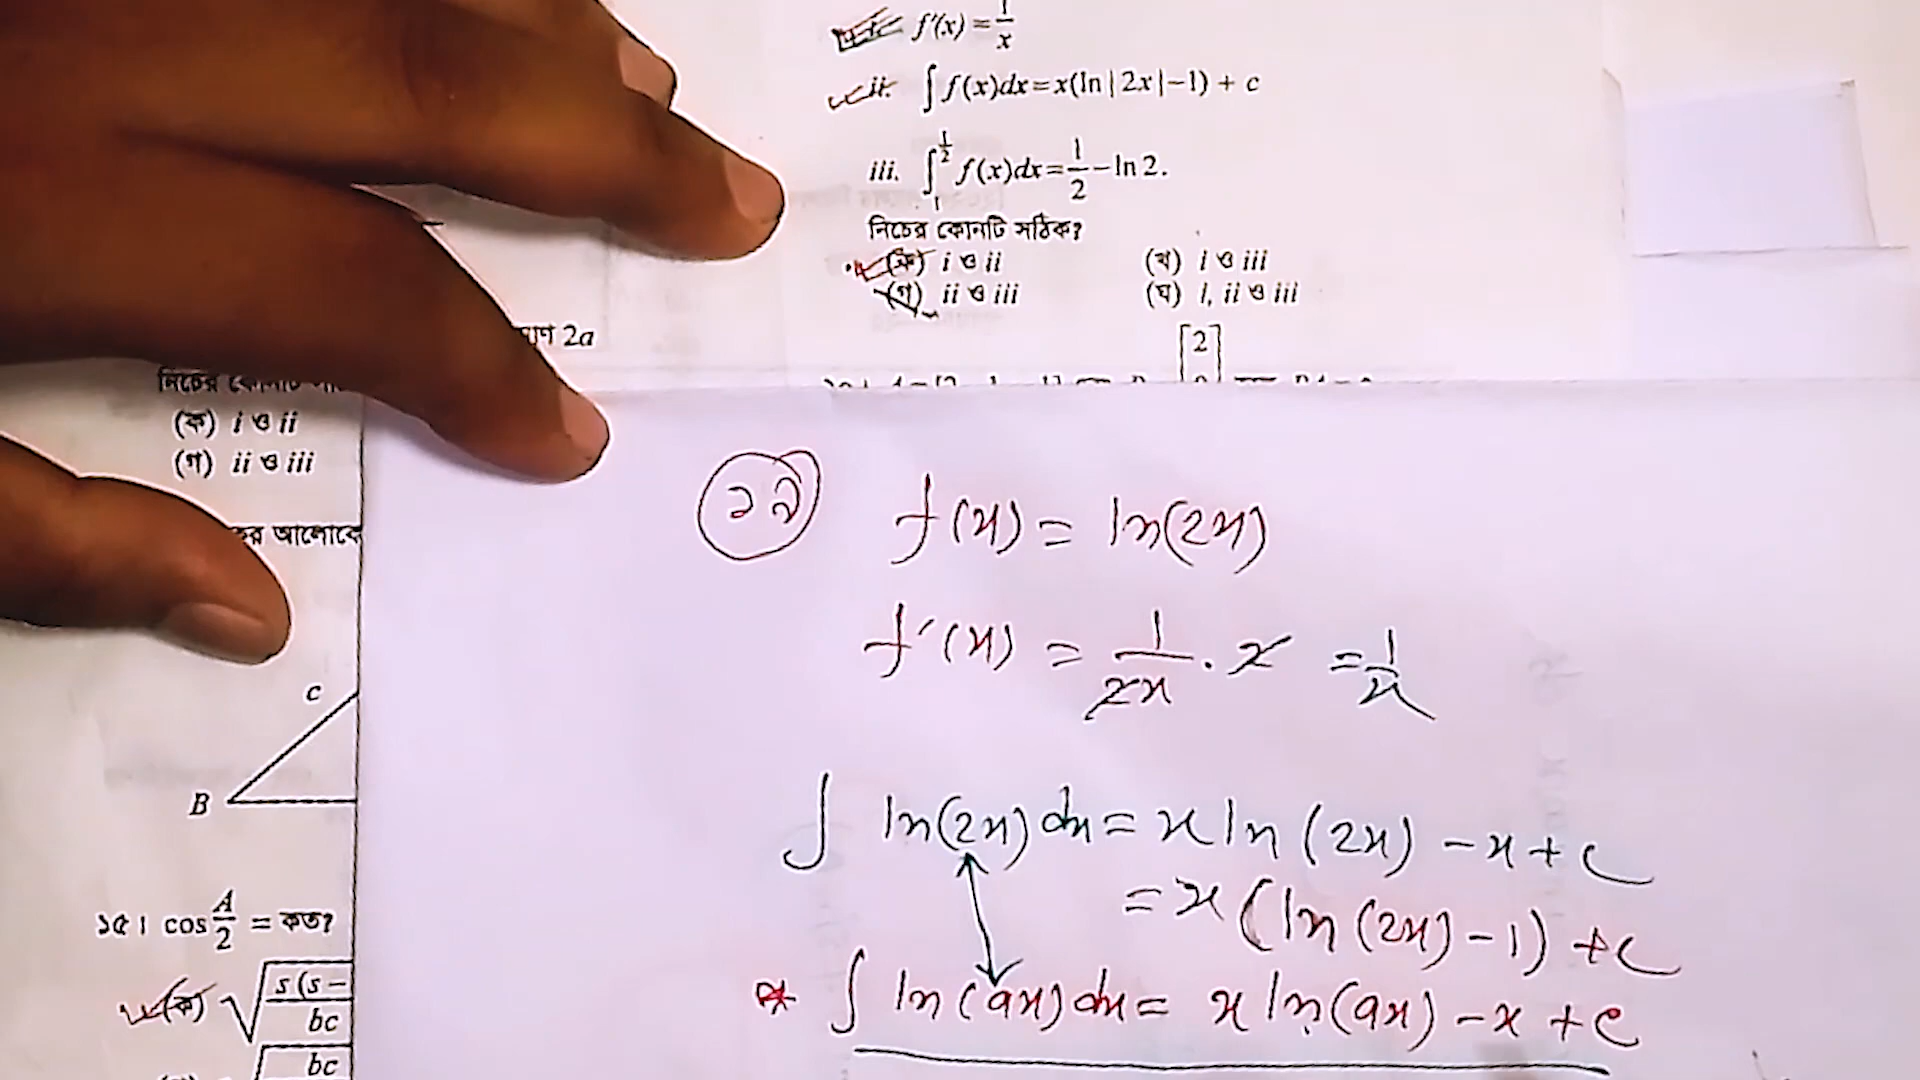 i. f'(x) = 1/x
ii. ∫ f(x)dx = x(ln|2x|−1) + c
iii. ∫₁^{1/2} f(x)dx = 1/2 − ln 2.
নিচের কোনটি সঠিক?
(ক) i ও ii (খ) i ও iii
(গ) ii ও iii (ঘ) i, ii ও iii
2a
[2
নিচের
(ক) i ও ii
(গ) ii ও iii
আলোকে
C
B
১৫। cos A/2 = কত?
(ক) √ s(s−
bc
bc
১৯
f(x) = ln(2x)
f'(x) = 1/2x . 2 = 1/x
∫ ln(2x) dx = x ln (2x) − x + c
= x (ln (2x) − 1) + c
* ∫ ln (ax) dx = x ln(ax) − x + c